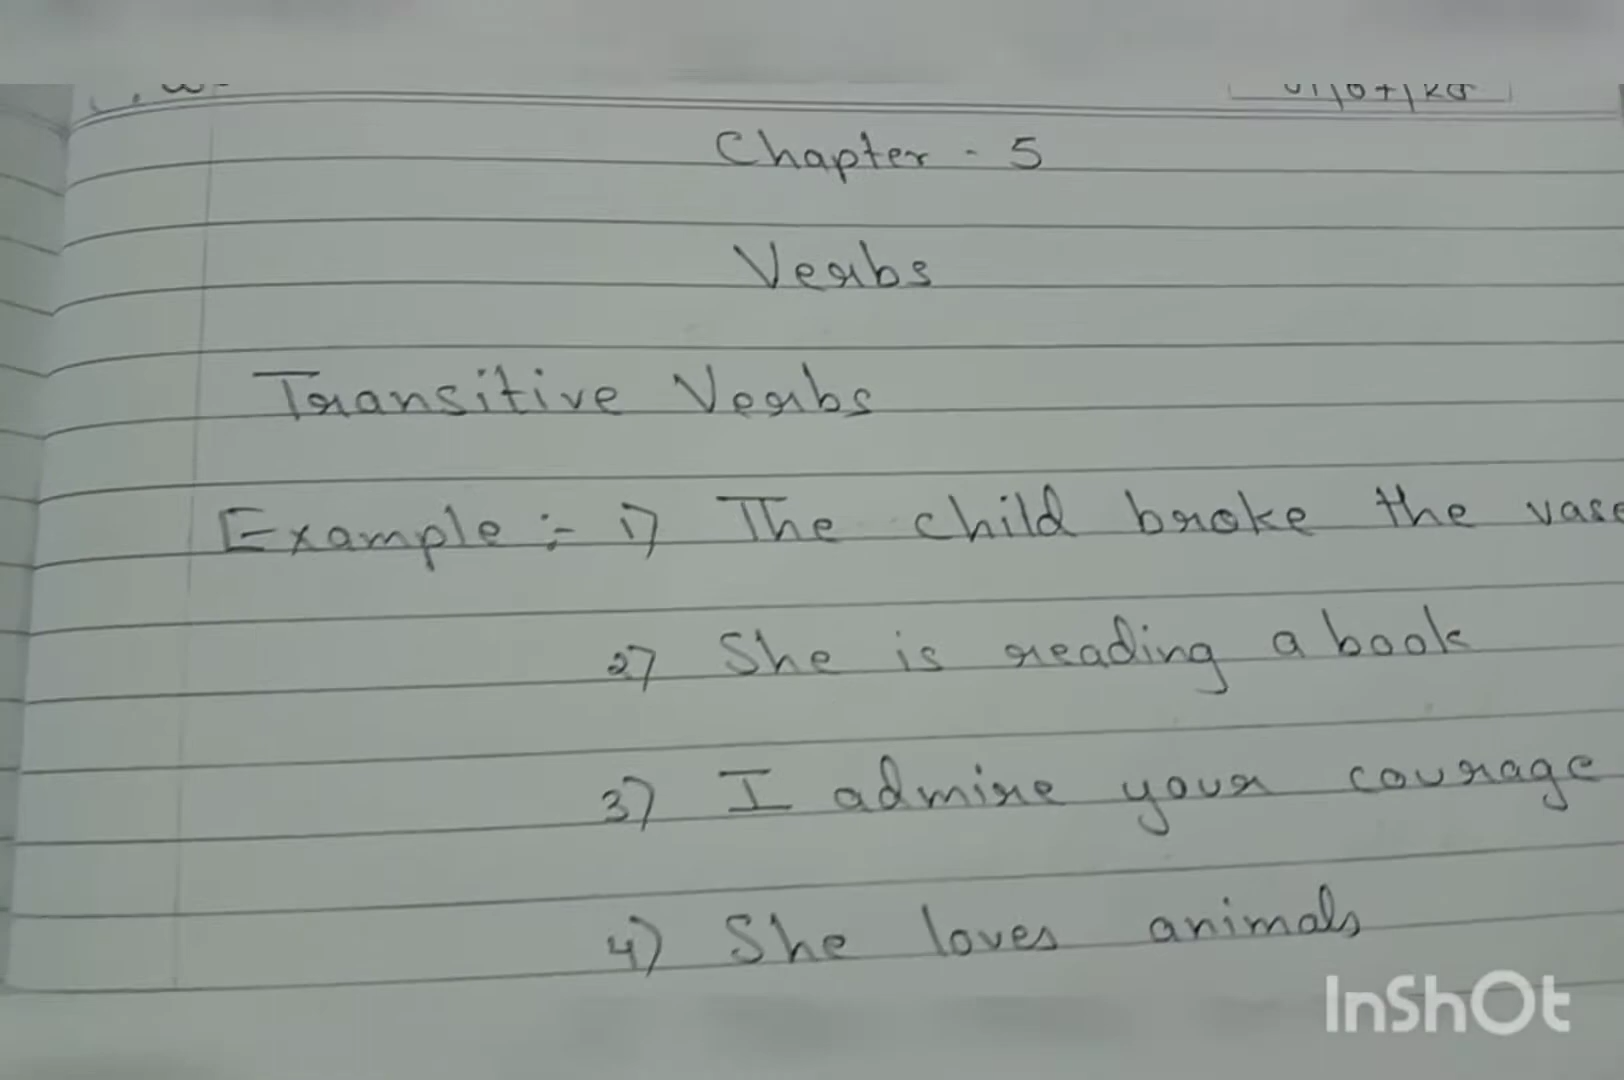 Chapter - 5
Verbs
Transitive Verbs
Example :- 1) The child broke the vase
2) She is reading a book
3) I admire your courage
4) She loves animals
InShOt